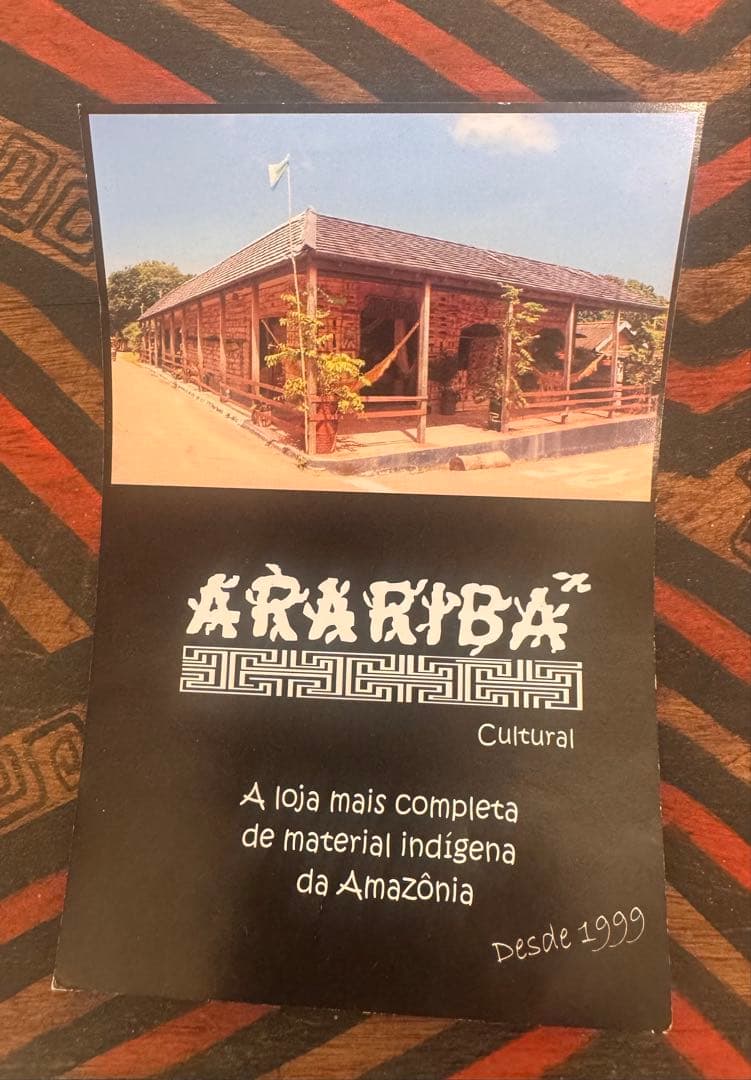 ARARIBÁ
Cultural
A loja mais completa
de material indígena
da Amazônia
Desde 1999